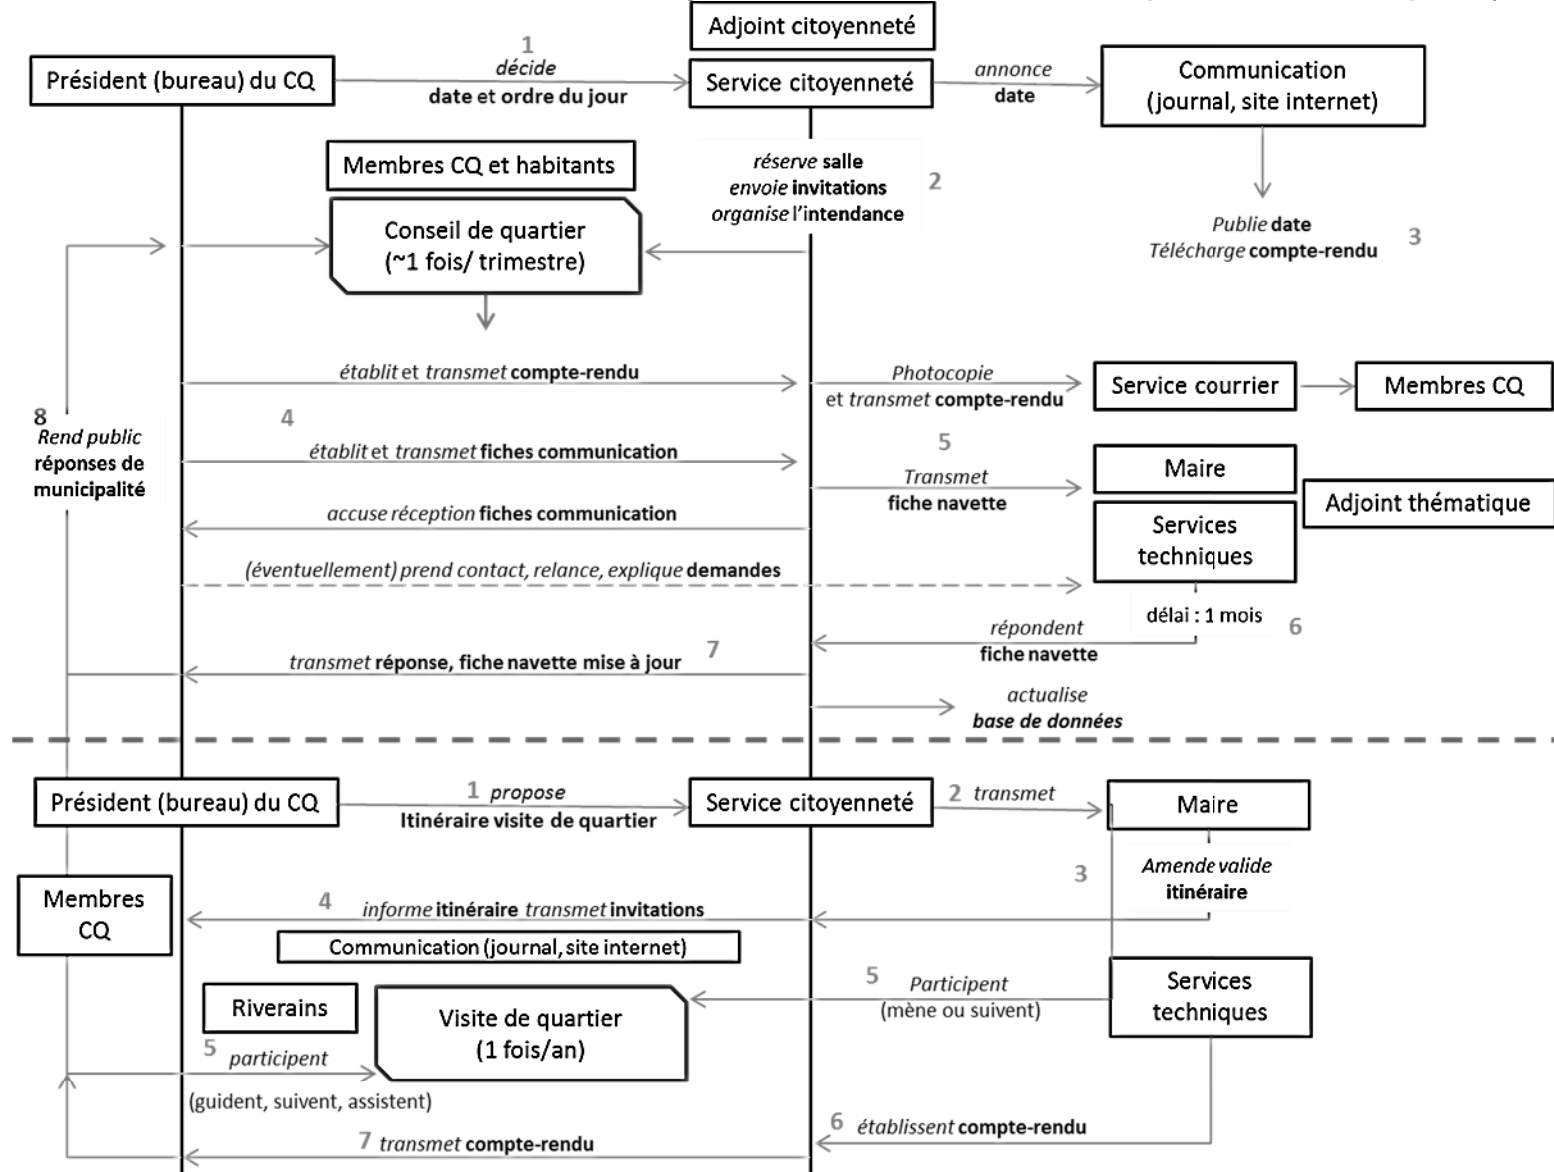 Adjoint citoyenneté
1
Président (bureau) du CQ
décide
date et ordre du jour
Service citoyenneté
annonce
date
Communication
(journal, site internet)
Membres CQ et habitants
réserve salle
envoie invitations
organise l'intendance
2
Conseil de quartier
(~1 fois/ trimestre)
Publie date
Télécharge compte-rendu
3
établit et transmet compte-rendu
Photocopie
et transmet compte-rendu
Service courrier
Membres CQ
8
Rend public
réponses de
municipalité
4
établit et transmet fiches communication
5
Transmet
fiche navette
Maire
Adjoint thématique
Services
techniques
accuse réception fiches communication
(éventuellement) prend contact, relance, explique demandes
délai : 1 mois
6
répondent
fiche navette
7
transmet réponse, fiche navette mise à jour
actualise
base de données
Président (bureau) du CQ
1 propose
Itinéraire visite de quartier
Service citoyenneté
2 transmet
Maire
3
Amende valide
itinéraire
Membres
CQ
4
informe itinéraire transmet invitations
Communication (journal, site internet)
5
Participent
(mène ou suivent)
Services
techniques
Riverains
Visite de quartier
(1 fois/an)
5 participent
(guident, suivent, assistent)
6 établissent compte-rendu
7 transmet compte-rendu